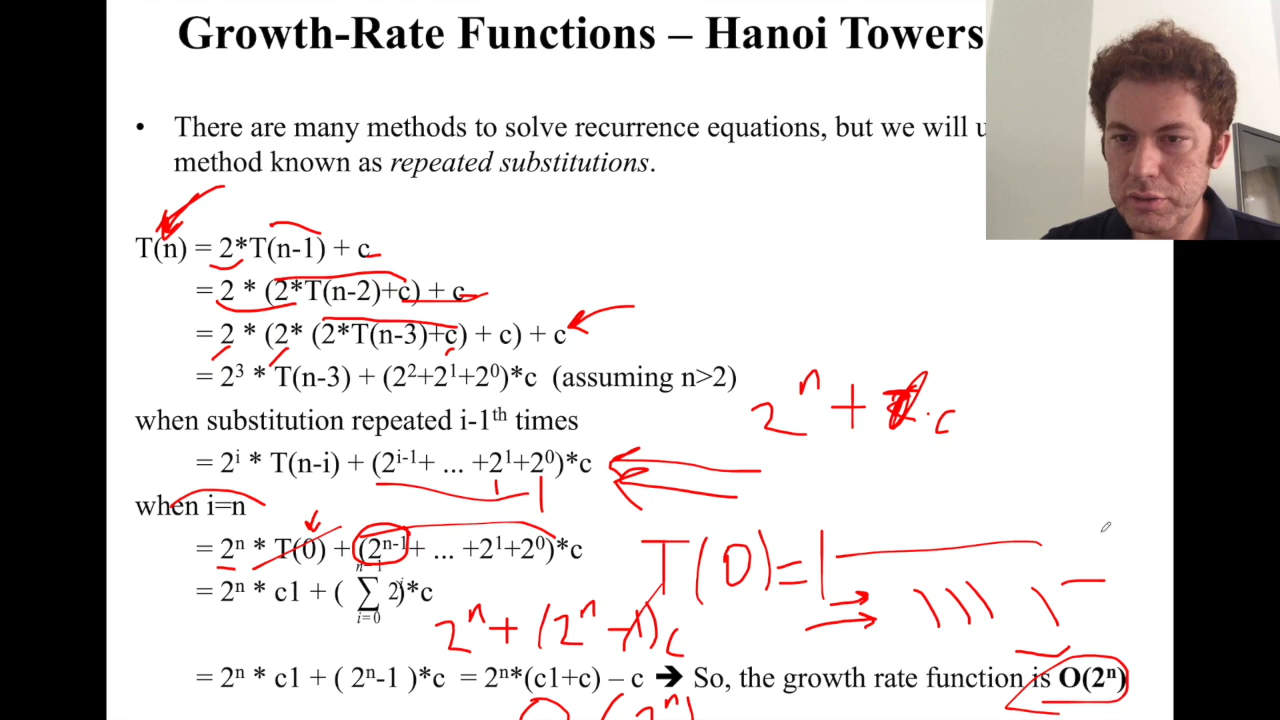 Growth-Rate Functions – Hanoi Towers
• There are many methods to solve recurrence equations, but we will
method known as repeated substitutions.
T(n) = 2*T(n-1) + c
= 2 * (2*T(n-2)+c) + c
= 2 * (2* (2*T(n-3)+c) + c) + c
= 2³ * T(n-3) + (2²+2¹+2⁰)*c (assuming n>2)
2ⁿ + .c
when substitution repeated i-1ᵗʰ times
= 2ⁱ * T(n-i) + (2ⁱ⁻¹+ ... +2¹+2⁰)*c
when i=n
= 2ⁿ * T(0) + (2ⁿ⁻¹+ ... +2¹+2⁰)*c
T(0)=1
n-1
= 2ⁿ * c1 + ( ∑ 2ⁱ)*c
i=0
2ⁿ + (2ⁿ -1)c
= 2ⁿ * c1 + ( 2ⁿ-1 )*c = 2ⁿ*(c1+c) – c ➔ So, the growth rate function is O(2ⁿ)
O(2ⁿ)